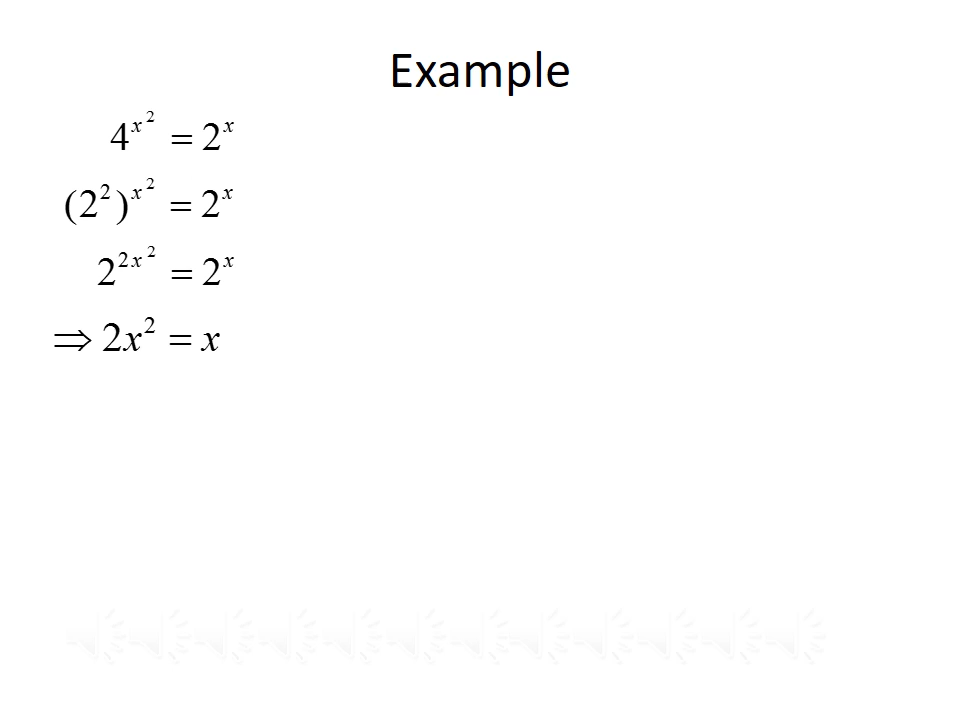 Example
4^{x^2} = 2^x
(2^2)^{x^2} = 2^x
2^{2x^2} = 2^x
⇒ 2x^2 = x